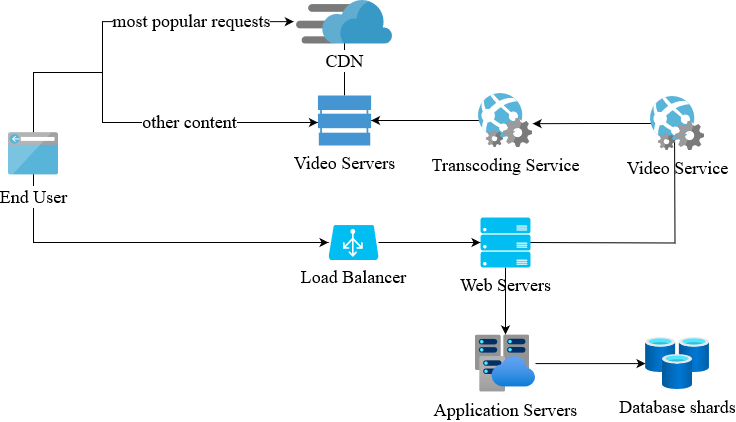 most popular requests
CDN
other content
Video Servers
Transcoding Service
Video Service
End User
Load Balancer
Web Servers
Application Servers
Database shards